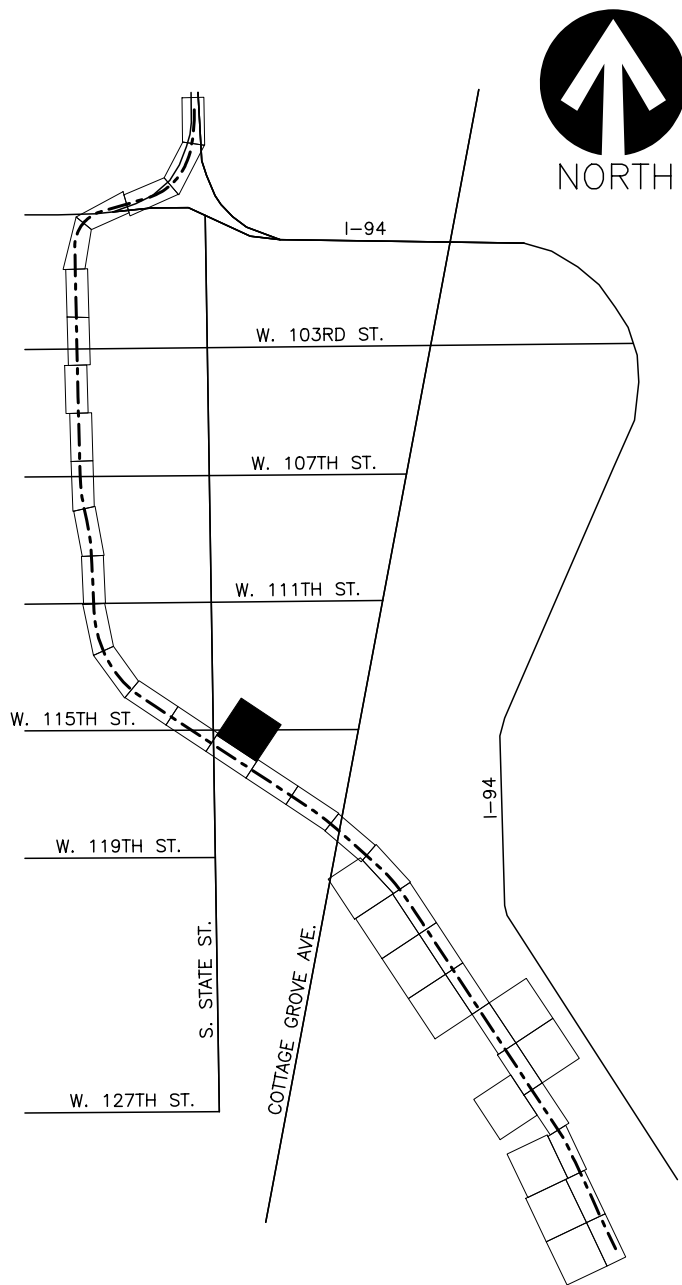 NORTH
I-94
W. 103RD ST.
W. 107TH ST.
W. 111TH ST.
W. 115TH ST.
I-94
W. 119TH ST.
S. STATE ST.
COTTAGE GROVE AVE.
W. 127TH ST.